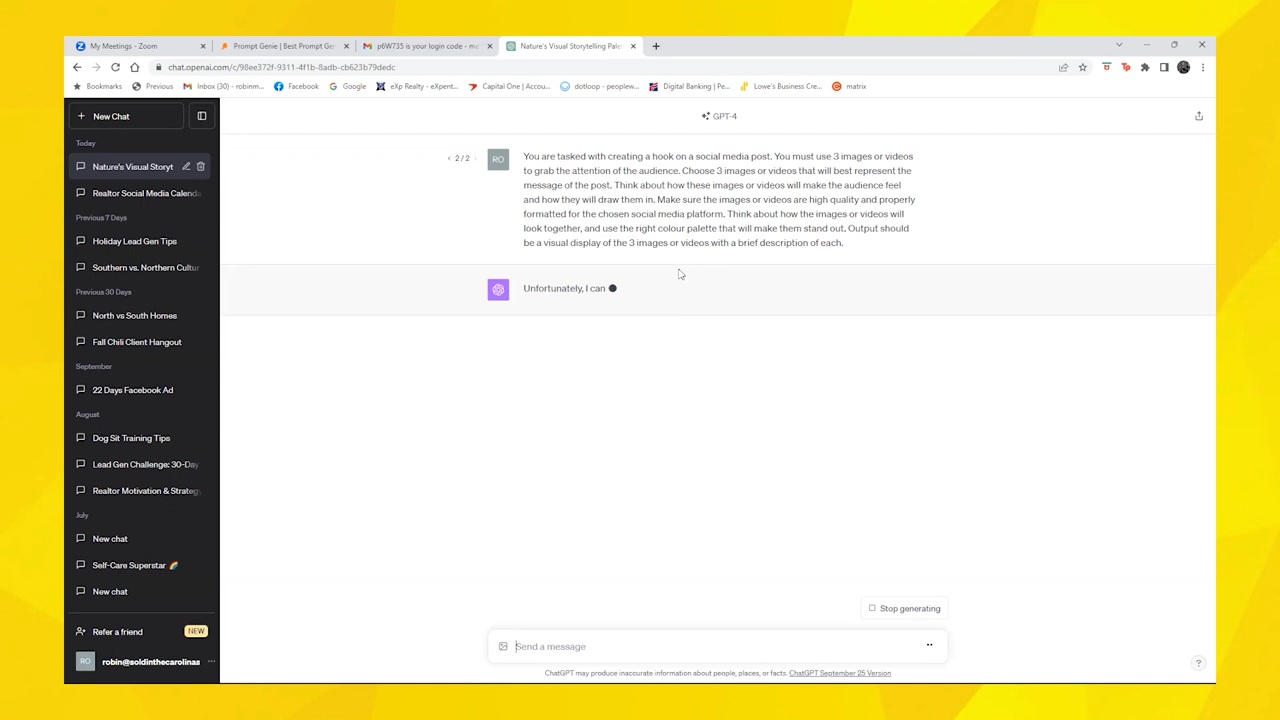 My Meetings - Zoom
Prompt Genie | Best Prompt Ge
p6W735 is your login code - me
Nature's Visual Storytelling Pale
chat.openai.com/c/98ee372f-9311-4f1b-8adb-cb623b79dedc
Bookmarks
Previous
Inbox (30) - robinm...
Facebook
Google
eXp Realty - eXpent...
Capital One | Accou...
dotloop - peoplew...
Digital Banking | Pe...
Lowe's Business Cre...
matrix
New Chat
GPT-4
Today
Nature's Visual Storyt
Realtor Social Media Calenda
Previous 7 Days
Holiday Lead Gen Tips
Southern vs. Northern Cultur
Previous 30 Days
North vs South Homes
Fall Chili Client Hangout
September
22 Days Facebook Ad
August
Dog Sit Training Tips
Lead Gen Challenge: 30-Day
Realtor Motivation & Strategy
July
New chat
Self-Care Superstar 🌈
New chat
Refer a friend
NEW
RO
robin@soldinthecarolinas
...
< 2 / 2 >
RO
You are tasked with creating a hook on a social media post. You must use 3 images or videos
to grab the attention of the audience. Choose 3 images or videos that will best represent the
message of the post. Think about how these images or videos will make the audience feel
and how they will draw them in. Make sure the images or videos are high quality and properly
formatted for the chosen social media platform. Think about how the images or videos will
look together, and use the right colour palette that will make them stand out. Output should
be a visual display of the 3 images or videos with a brief description of each.
Unfortunately, I can
Stop generating
Send a message
ChatGPT may produce inaccurate information about people, places, or facts. ChatGPT September 25 Version
?